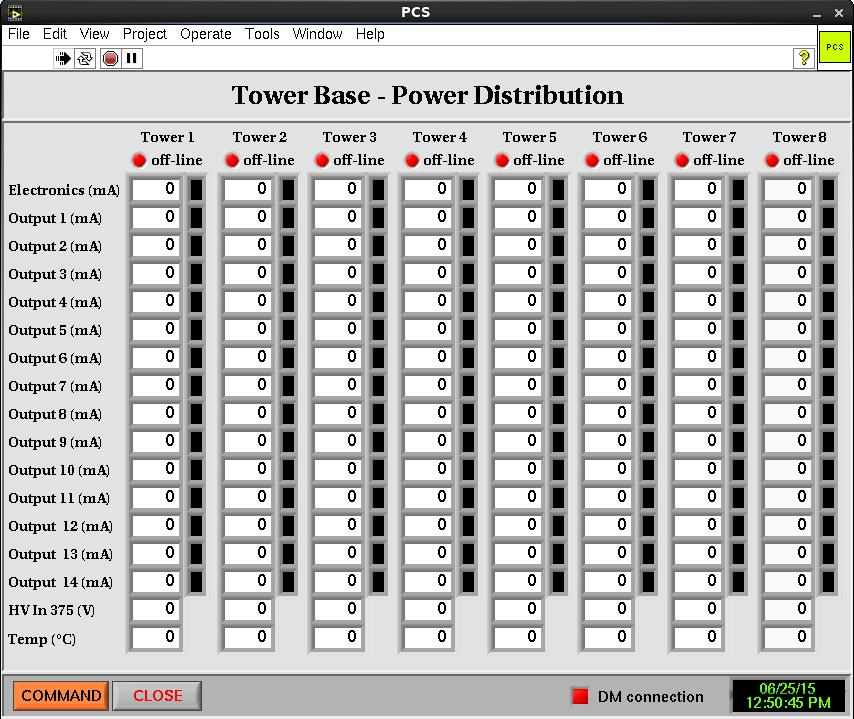 PCS
File Edit View Project Operate Tools Window Help
PCS
?
Tower Base - Power Distribution
Tower 1 Tower 2 Tower 3 Tower 4 Tower 5 Tower 6 Tower 7 Tower 8
off-line off-line off-line off-line off-line off-line off-line off-line
Electronics (mA) 0 0 0 0 0 0 0 0
Output 1 (mA) 0 0 0 0 0 0 0 0
Output 2 (mA) 0 0 0 0 0 0 0 0
Output 3 (mA) 0 0 0 0 0 0 0 0
Output 4 (mA) 0 0 0 0 0 0 0 0
Output 5 (mA) 0 0 0 0 0 0 0 0
Output 6 (mA) 0 0 0 0 0 0 0 0
Output 7 (mA) 0 0 0 0 0 0 0 0
Output 8 (mA) 0 0 0 0 0 0 0 0
Output 9 (mA) 0 0 0 0 0 0 0 0
Output 10 (mA) 0 0 0 0 0 0 0 0
Output 11 (mA) 0 0 0 0 0 0 0 0
Output 12 (mA) 0 0 0 0 0 0 0 0
Output 13 (mA) 0 0 0 0 0 0 0 0
Output 14 (mA) 0 0 0 0 0 0 0 0
HV In 375 (V) 0 0 0 0 0 0 0 0
Temp (°C) 0 0 0 0 0 0 0 0
COMMAND CLOSE DM connection
06/25/15
12:50:45 PM